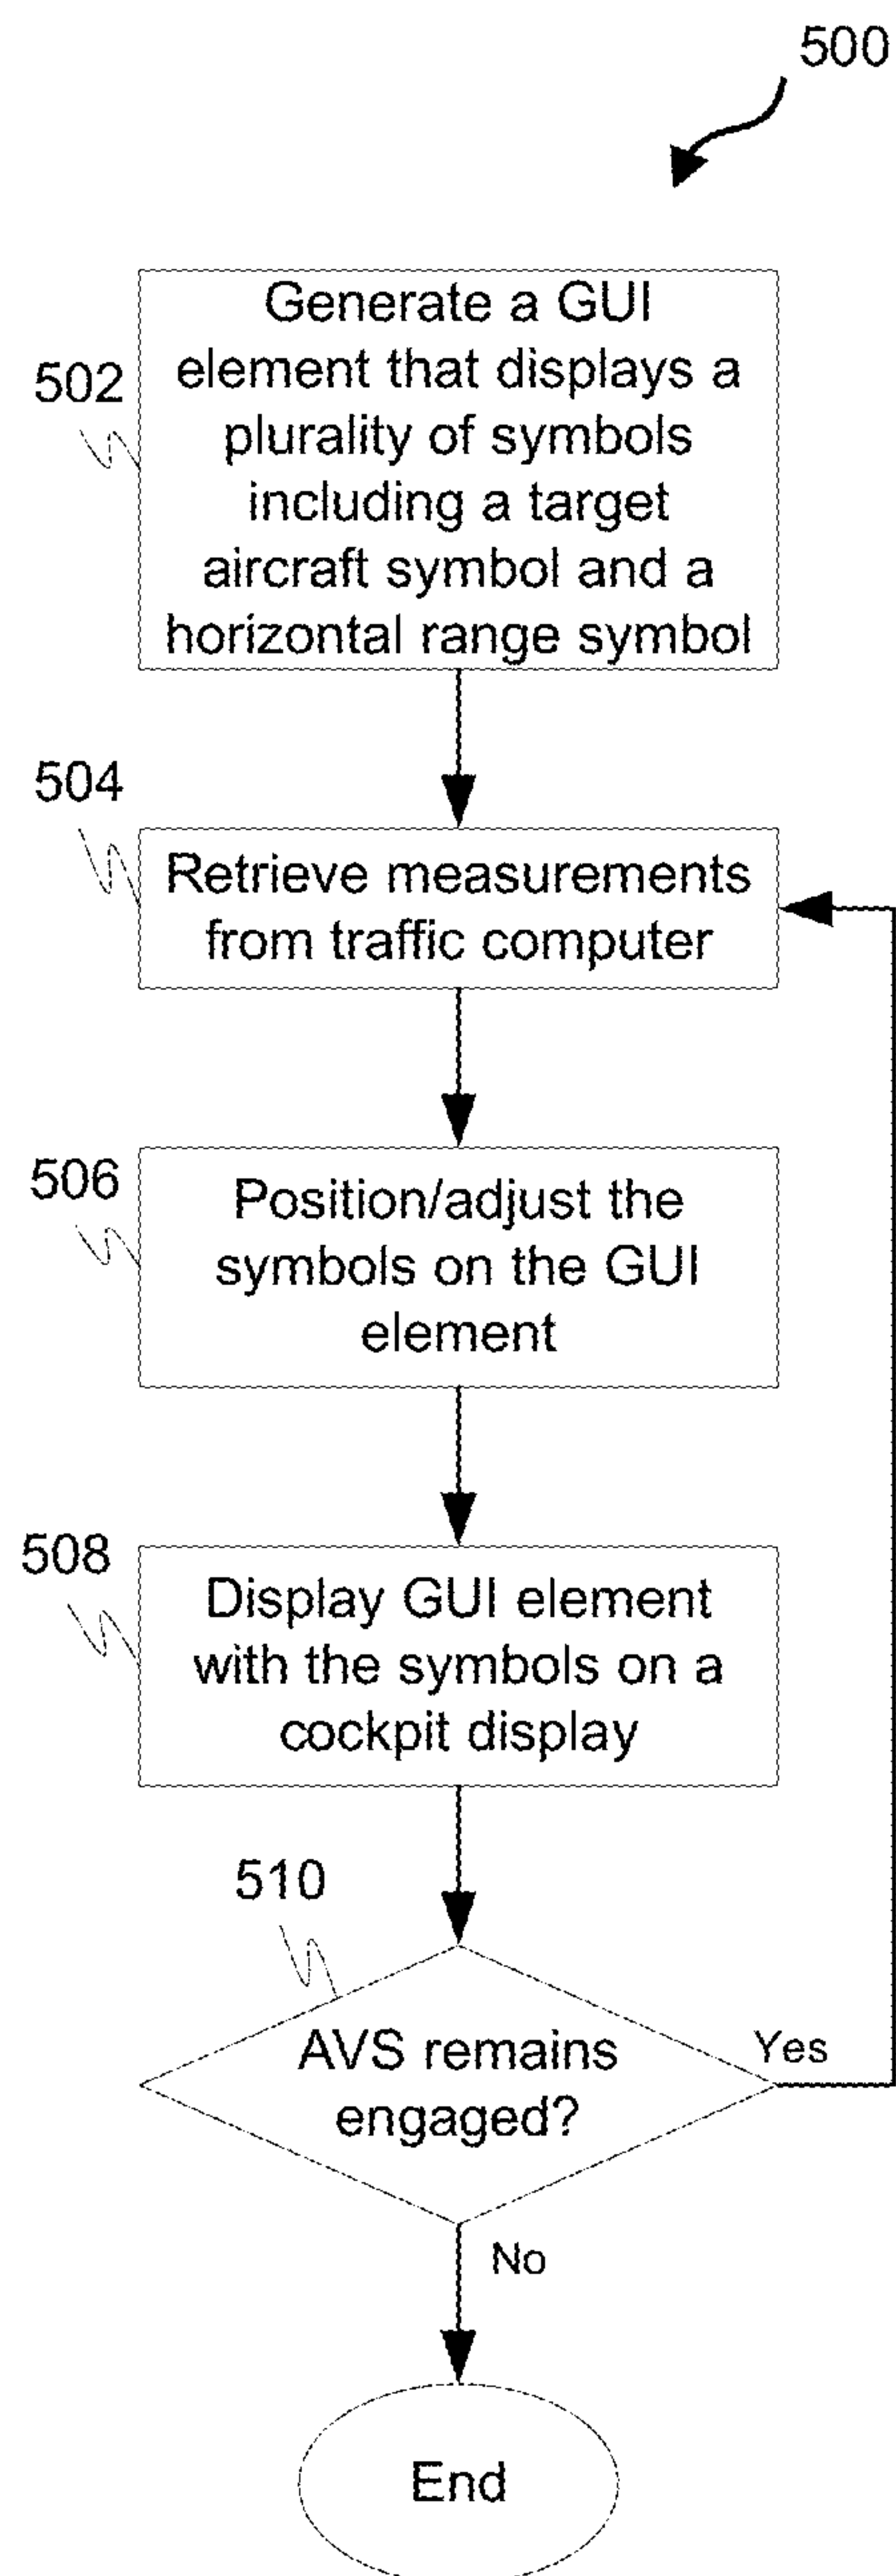 500
502
Generate a GUI
element that displays a
plurality of symbols
including a target
aircraft symbol and a
horizontal range symbol
504
Retrieve measurements
from traffic computer
506
Position/adjust the
symbols on the GUI
element
508
Display GUI element
with the symbols on a
cockpit display
510
AVS remains
engaged?
Yes
No
End